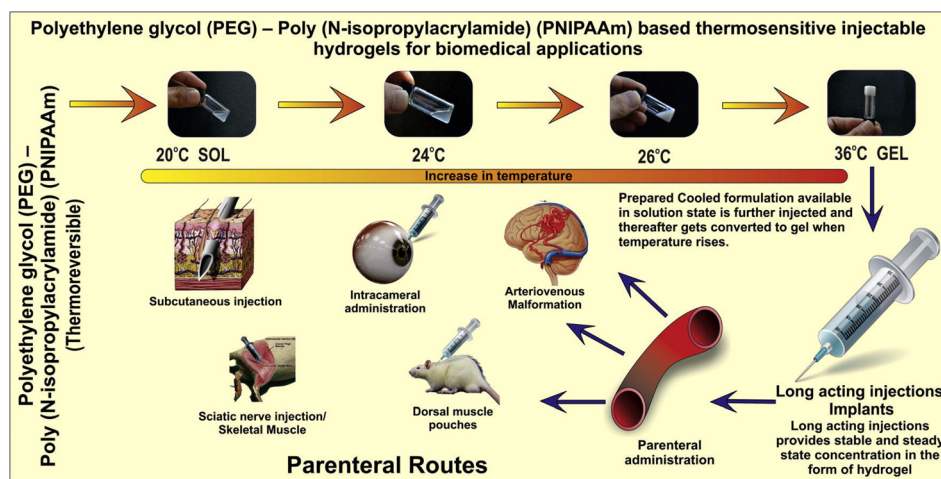 Polyethylene glycol (PEG) – Poly (N-isopropylacrylamide) (PNIPAAm) based thermosensitive injectable
hydrogels for biomedical applications
Polyethylene glycol (PEG) –
Poly (N-isopropylacrylamide) (PNIPAAm)
(Thermoreversible)
20°C SOL
24°C
26°C
36°C GEL
Increase in temperature
Prepared Cooled formulation available
in solution state is further injected and
thereafter gets converted to gel when
temperature rises.
Subcutaneous injection
Intracameral
administration
Arteriovenous
Malformation
Sciatic nerve injection/
Skeletal Muscle
Dorsal muscle
pouches
Parenteral
administration
Long acting injections
Implants
Long acting injections
provides stable and steady
state concentration in the
form of hydrogel
Parenteral Routes